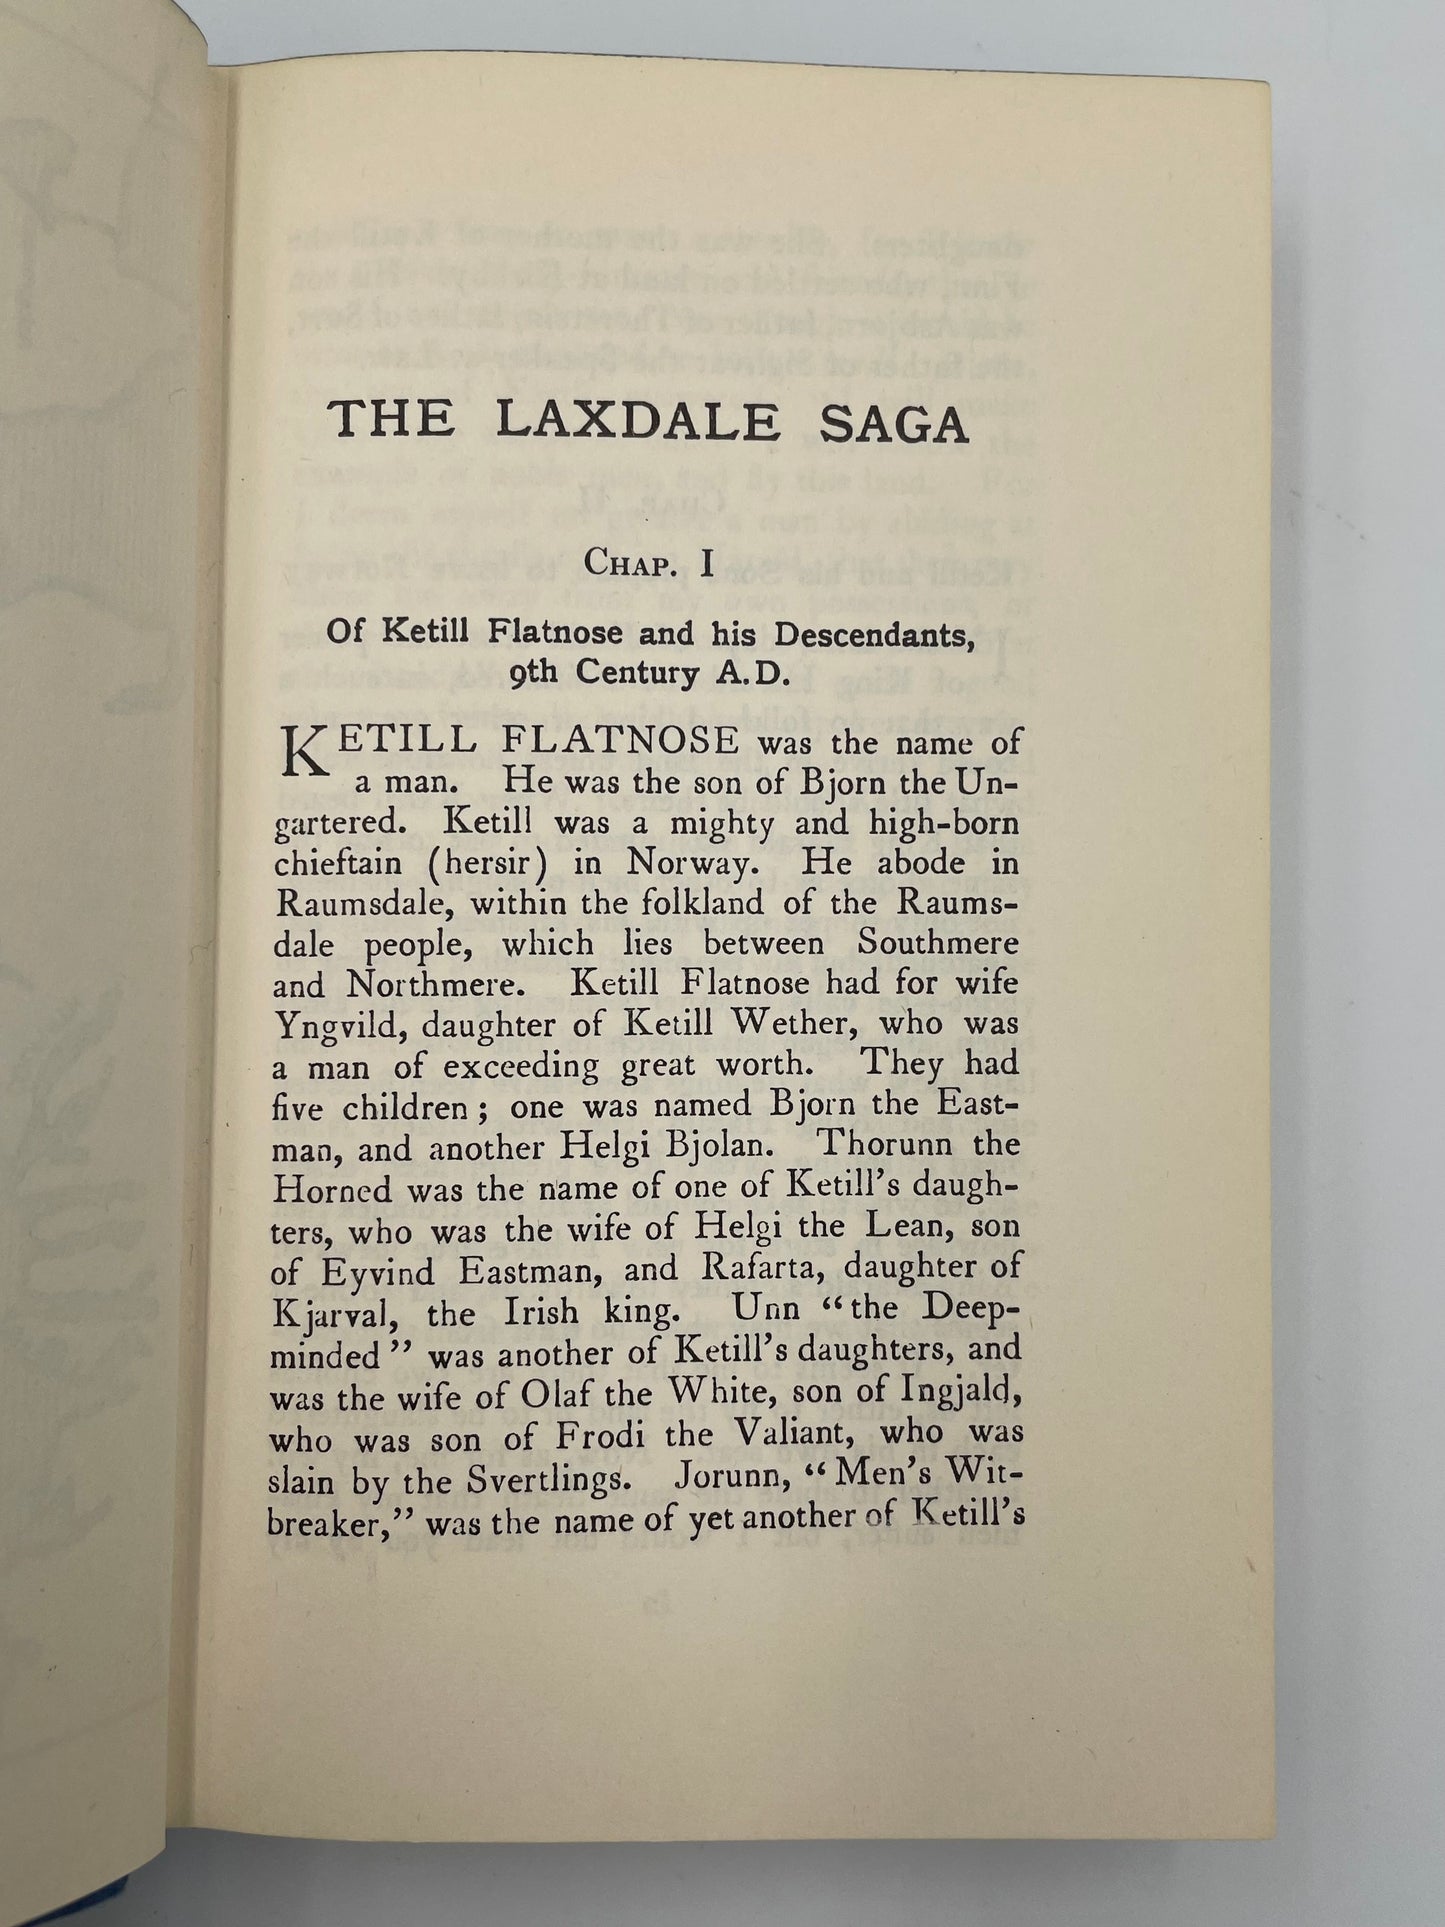 THE LAXDALE SAGA
CHAP. I
Of Ketill Flatnose and his Descendants,
9th Century A.D.
KETILL FLATNOSE was the name of
a man. He was the son of Bjorn the Un-
gartered. Ketill was a mighty and high-born
chieftain (hersir) in Norway. He abode in
Raumsdale, within the folkland of the Raums-
dale people, which lies between Southmere
and Northmere. Ketill Flatnose had for wife
Yngvild, daughter of Ketill Wether, who was
a man of exceeding great worth. They had
five children; one was named Bjorn the East-
man, and another Helgi Bjolan. Thorunn the
Horned was the name of one of Ketill's daugh-
ters, who was the wife of Helgi the Lean, son
of Eyvind Eastman, and Rafarta, daughter of
Kjarval, the Irish king. Unn “the Deep-
minded” was another of Ketill's daughters, and
was the wife of Olaf the White, son of Ingjald,
who was son of Frodi the Valiant, who was
slain by the Svertlings. Jorunn, “Men's Wit-
breaker,” was the name of yet another of Ketill's